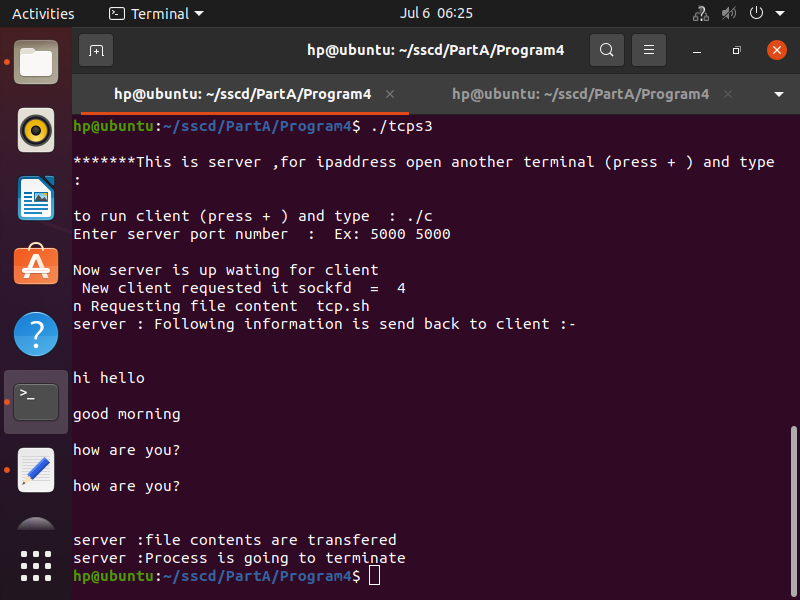 Activities Terminal Jul 6 06:25
hp@ubuntu: ~/sscd/PartA/Program4
hp@ubuntu: ~/sscd/PartA/Program4 hp@ubuntu: ~/sscd/PartA/Program4
hp@ubuntu:~/sscd/PartA/Program4$ ./tcps3
*******This is server ,for ipaddress open another terminal (press + ) and type
:
to run client (press + ) and type  : ./c
Enter server port number  :  Ex: 5000 5000
Now server is up wating for client
 New client requested it sockfd  =  4
n Requesting file content  tcp.sh
server : Following information is send back to client :-
hi hello
good morning
how are you?
how are you?
server :file contents are transfered
server :Process is going to terminate
hp@ubuntu:~/sscd/PartA/Program4$